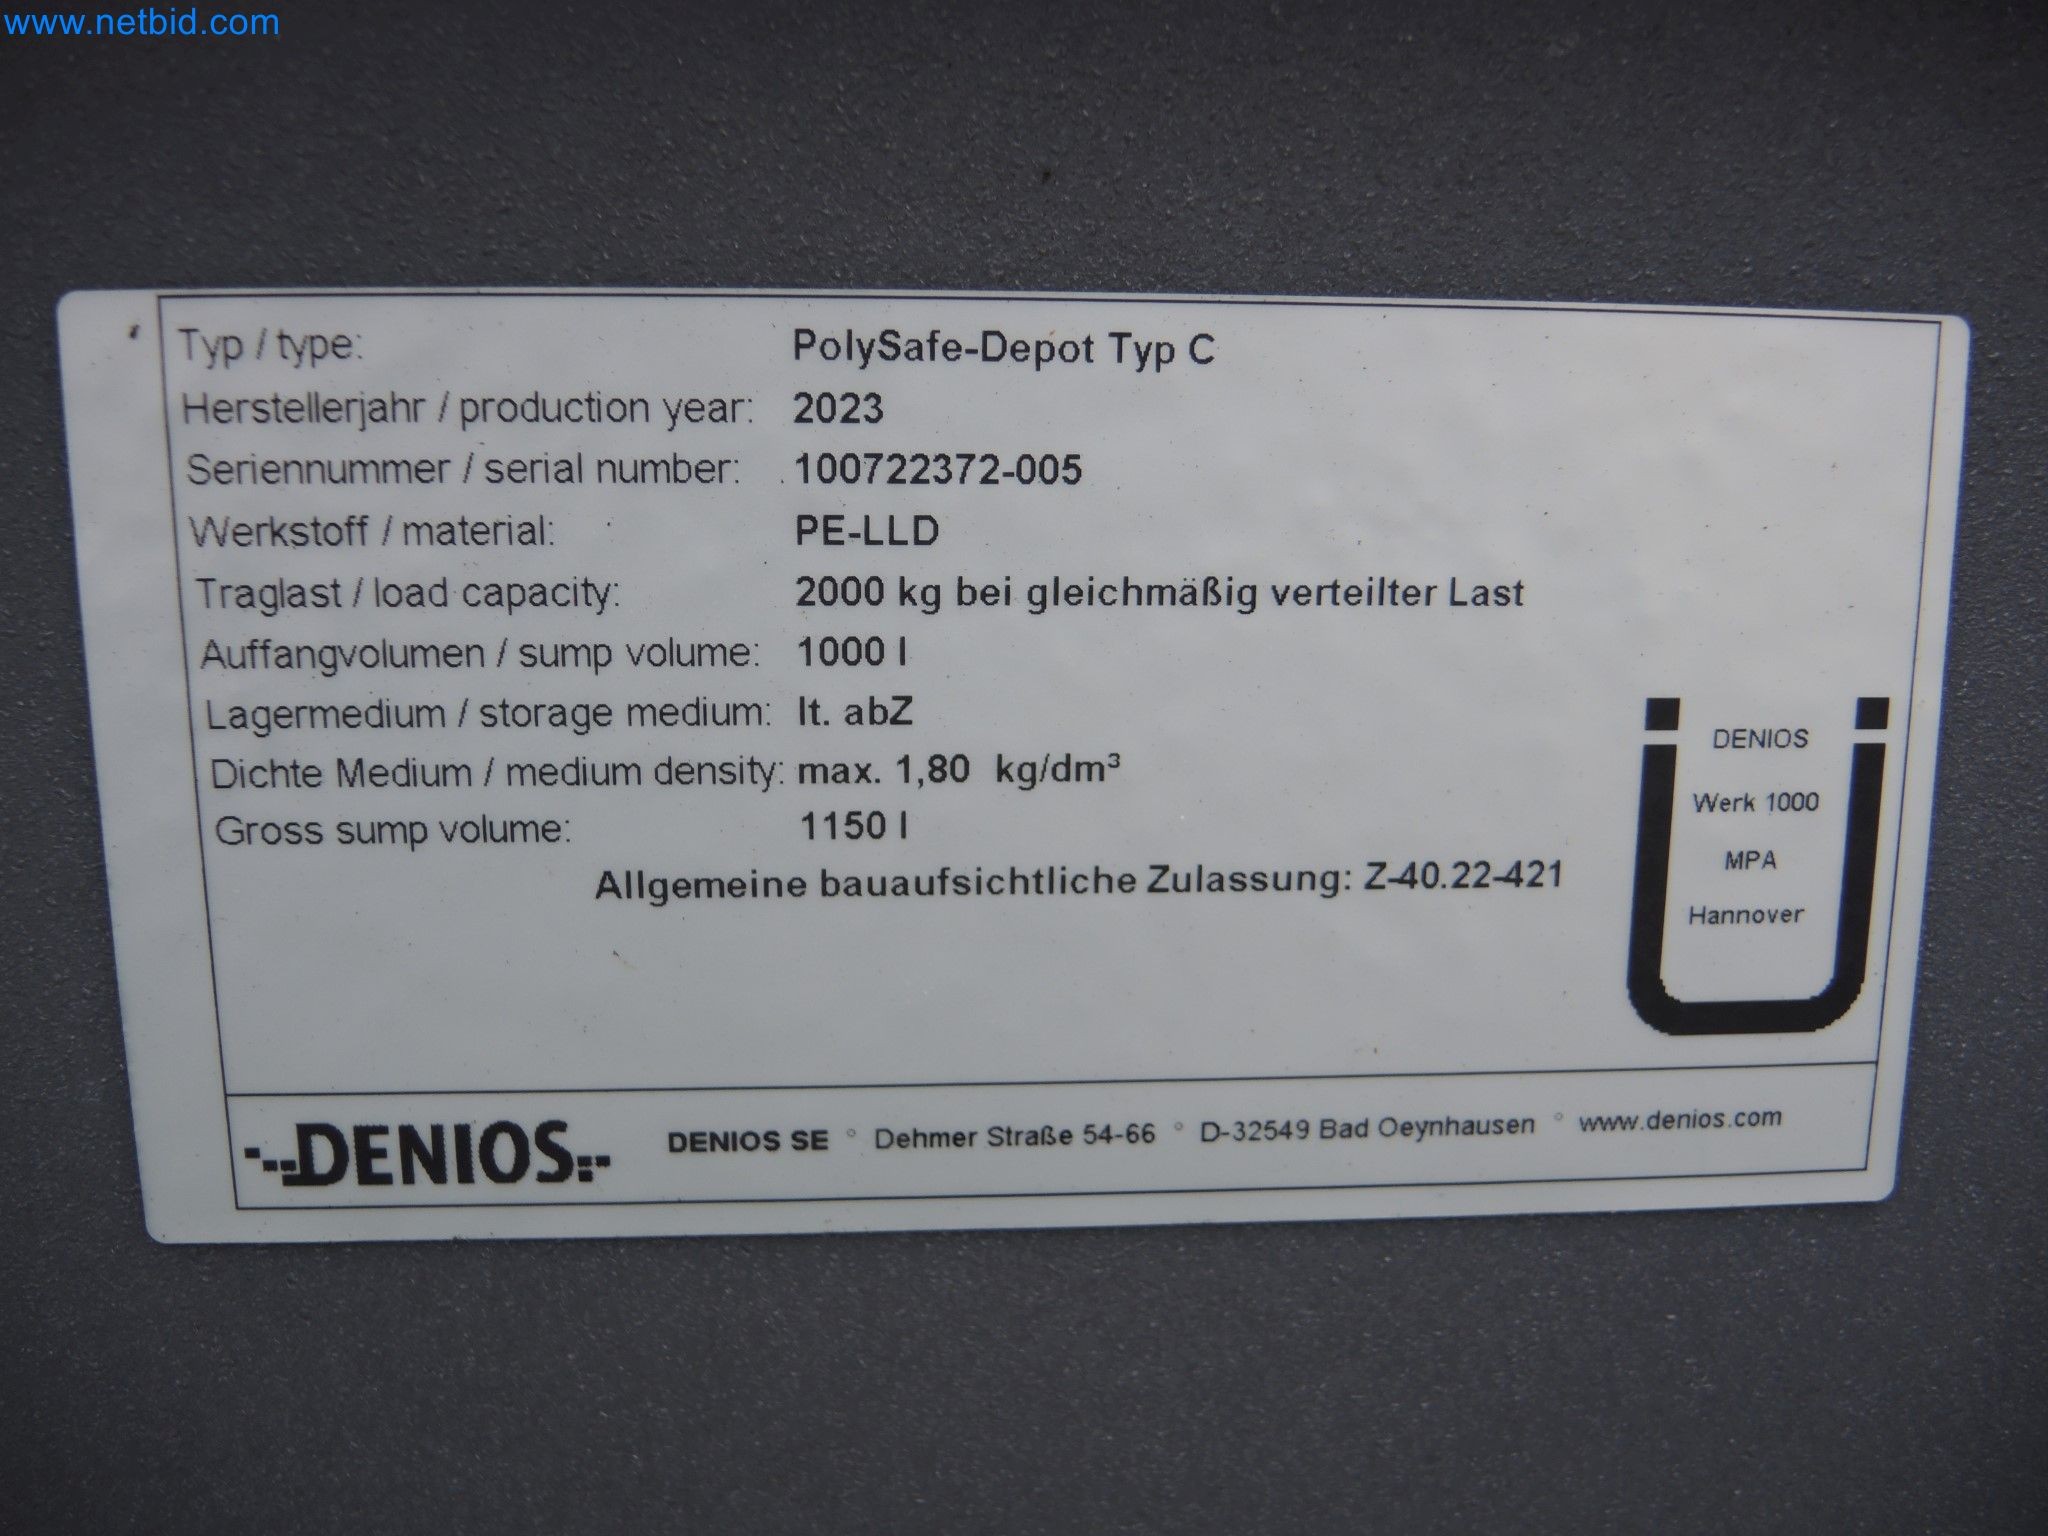 www.netbid.com
Typ / type: PolySafe-Depot Typ C
Herstellerjahr / production year: 2023
Seriennummer / serial number: 100722372-005
Werkstoff / material: PE-LLD
Traglast / load capacity: 2000 kg bei gleichmäßig verteilter Last
Auffangvolumen / sump volume: 1000 l
Lagermedium / storage medium: lt. abZ
Dichte Medium / medium density: max. 1,80 kg/dm³
Gross sump volume: 1150 l
Allgemeine bauaufsichtliche Zulassung: Z-40.22-421
DENIOS
Werk 1000
MPA
Hannover
DENIOS DENIOS SE ° Dehmer Straße 54-66 ° D-32549 Bad Oeynhausen ° www.denios.com